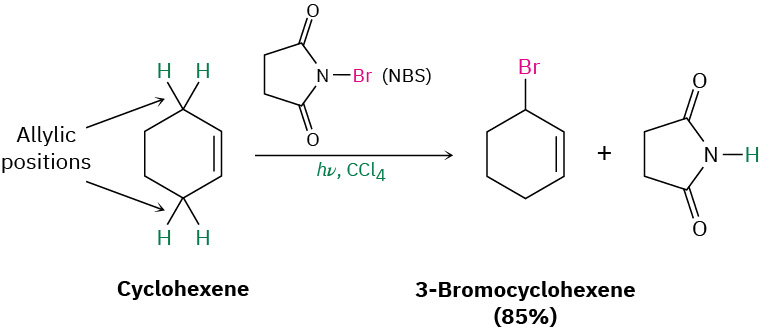 O
H H
N—Br (NBS)
O
Allylic
positions
hν, CCl4
H H
Br
+
O
N—H
O
Cyclohexene
3-Bromocyclohexene
(85%)